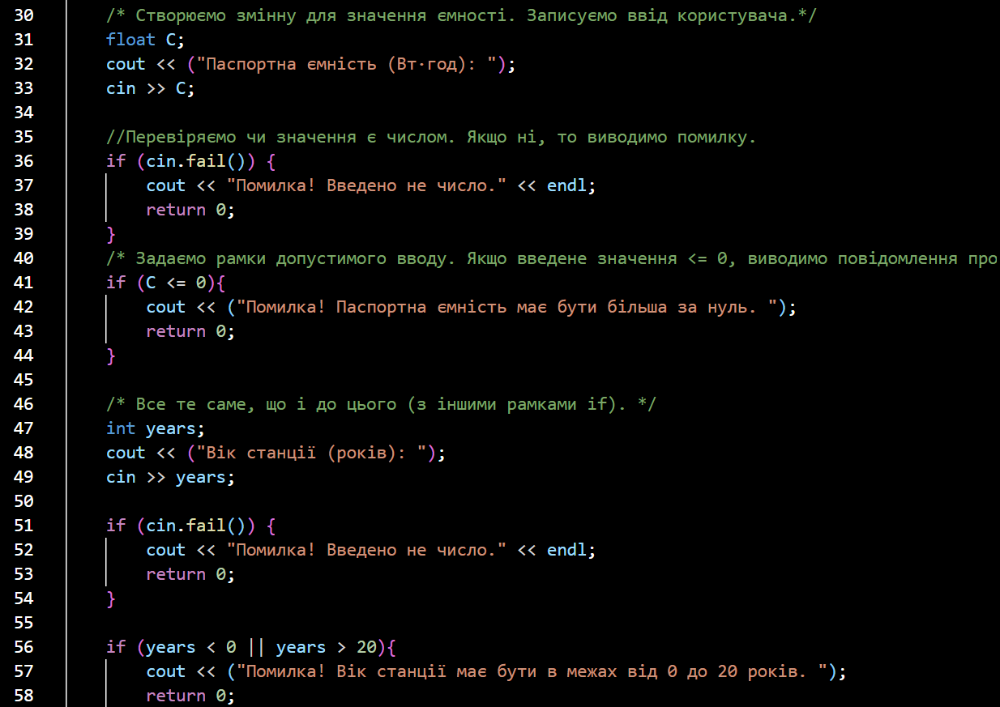 30 /* Створюємо змінну для значення ємності. Записуємо ввід користувача.*/
31 float C;
32 cout << ("Паспортна ємність (Вт·год): ");
33 cin >> C;
34
35 //Перевіряємо чи значення є числом. Якщо ні, то виводимо помилку.
36 if (cin.fail()) {
37 cout << "Помилка! Введено не число." << endl;
38 return 0;
39 }
40 /* Задаємо рамки допустимого вводу. Якщо введене значення <= 0, виводимо повідомлення про
41 if (C <= 0){
42 cout << ("Помилка! Паспортна ємність має бути більша за нуль. ");
43 return 0;
44 }
45
46 /* Все те саме, що і до цього (з іншими рамками if). */
47 int years;
48 cout << ("Вік станції (років): ");
49 cin >> years;
50
51 if (cin.fail()) {
52 cout << "Помилка! Введено не число." << endl;
53 return 0;
54 }
55
56 if (years < 0 || years > 20){
57 cout << ("Помилка! Вік станції має бути в межах від 0 до 20 років. ");
58 return 0;